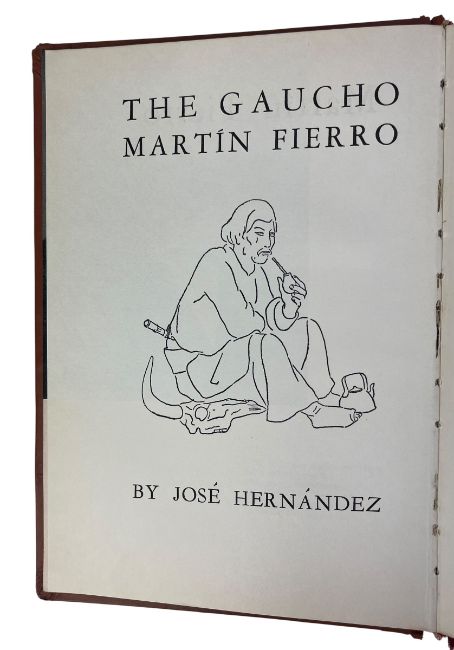 THE GAUCHO
MARTÍN FIERRO
BY JOSÉ HERNÁNDEZ